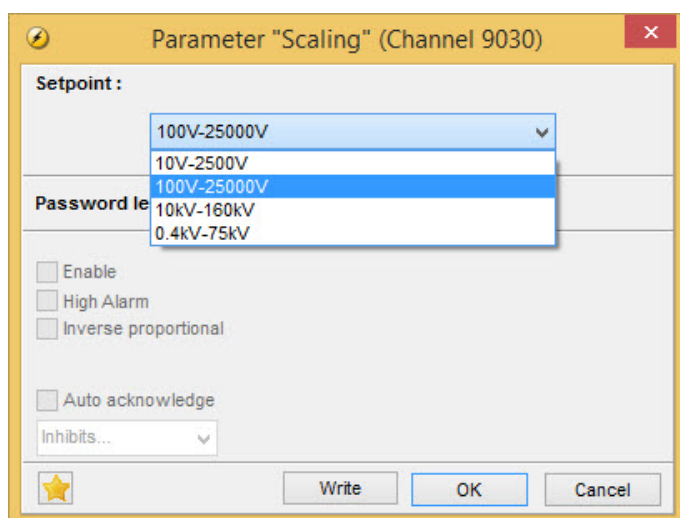 Parameter "Scaling" (Channel 9030)
Setpoint :
100V-25000V
10V-2500V
100V-25000V
Password le
10kV-160kV
0.4kV-75kV
Enable
High Alarm
Inverse proportional
Auto acknowledge
Inhibits...
Write OK Cancel